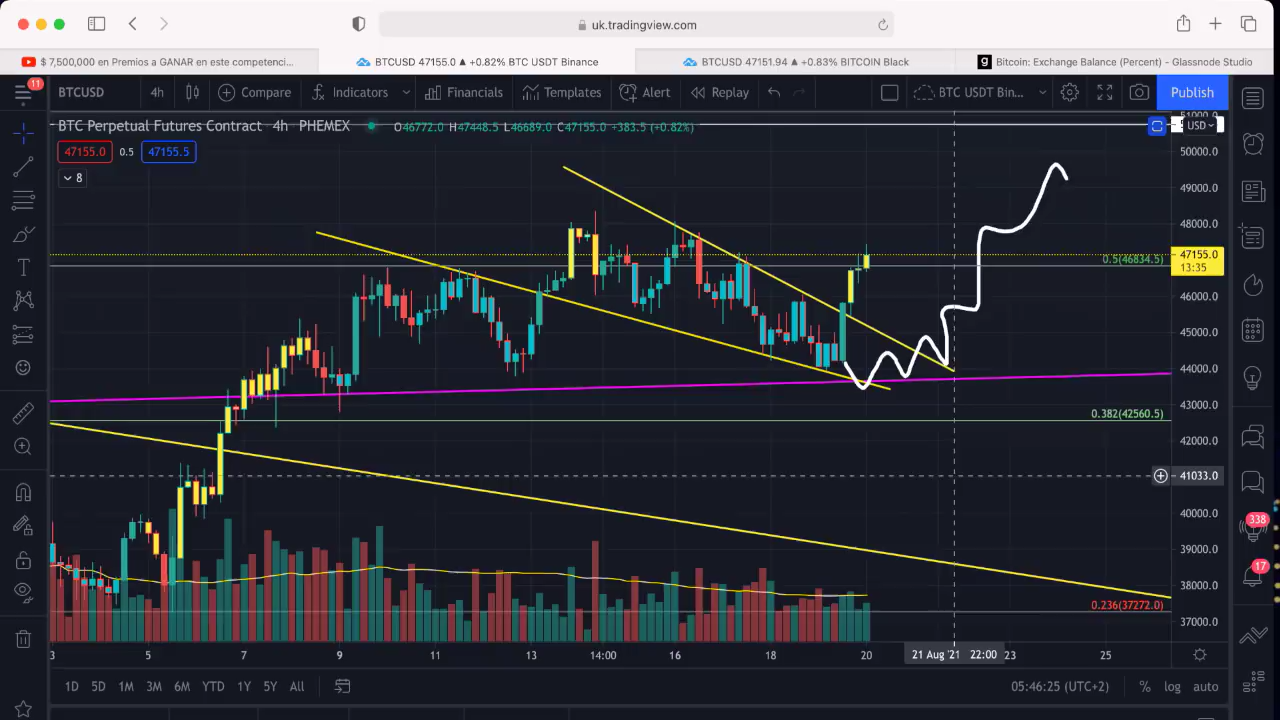 uk.tradingview.com
$ 7,500,000 en Premios a GANAR en este competenci...
BTCUSD 47155.0 ▲ +0.82% BTC USDT Binance
BTCUSD 47151.94 ▲ +0.83% BITCOIN Black
g Bitcoin: Exchange Balance (Percent) - Glassnode Studio
11
BTCUSD
4h
Compare
Indicators
Financials
Templates
Alert
Replay
BTC USDT Bin...
Publish
BTC Perpetual Futures Contract 4h PHEMEX
O46772.0 H47448.5 L46689.0 C47155.0 +383.5 (+0.82%)
USD
47155.0 0.5 47155.5
8
51000.0
50000.0
49000.0
48000.0
47155.0
13:35
0.5(46834.5)
46000.0
45000.0
44000.0
43000.0
0.382(42560.5)
42000.0
41033.0
40000.0
39000.0
38000.0
0.236(37272.0)
37000.0
338
17
3 5 7 9 11 13 14:00 16 18 20 21 Aug '21 22:00 23 25
1D 5D 1M 3M 6M YTD 1Y 5Y All
05:46:25 (UTC+2) % log auto